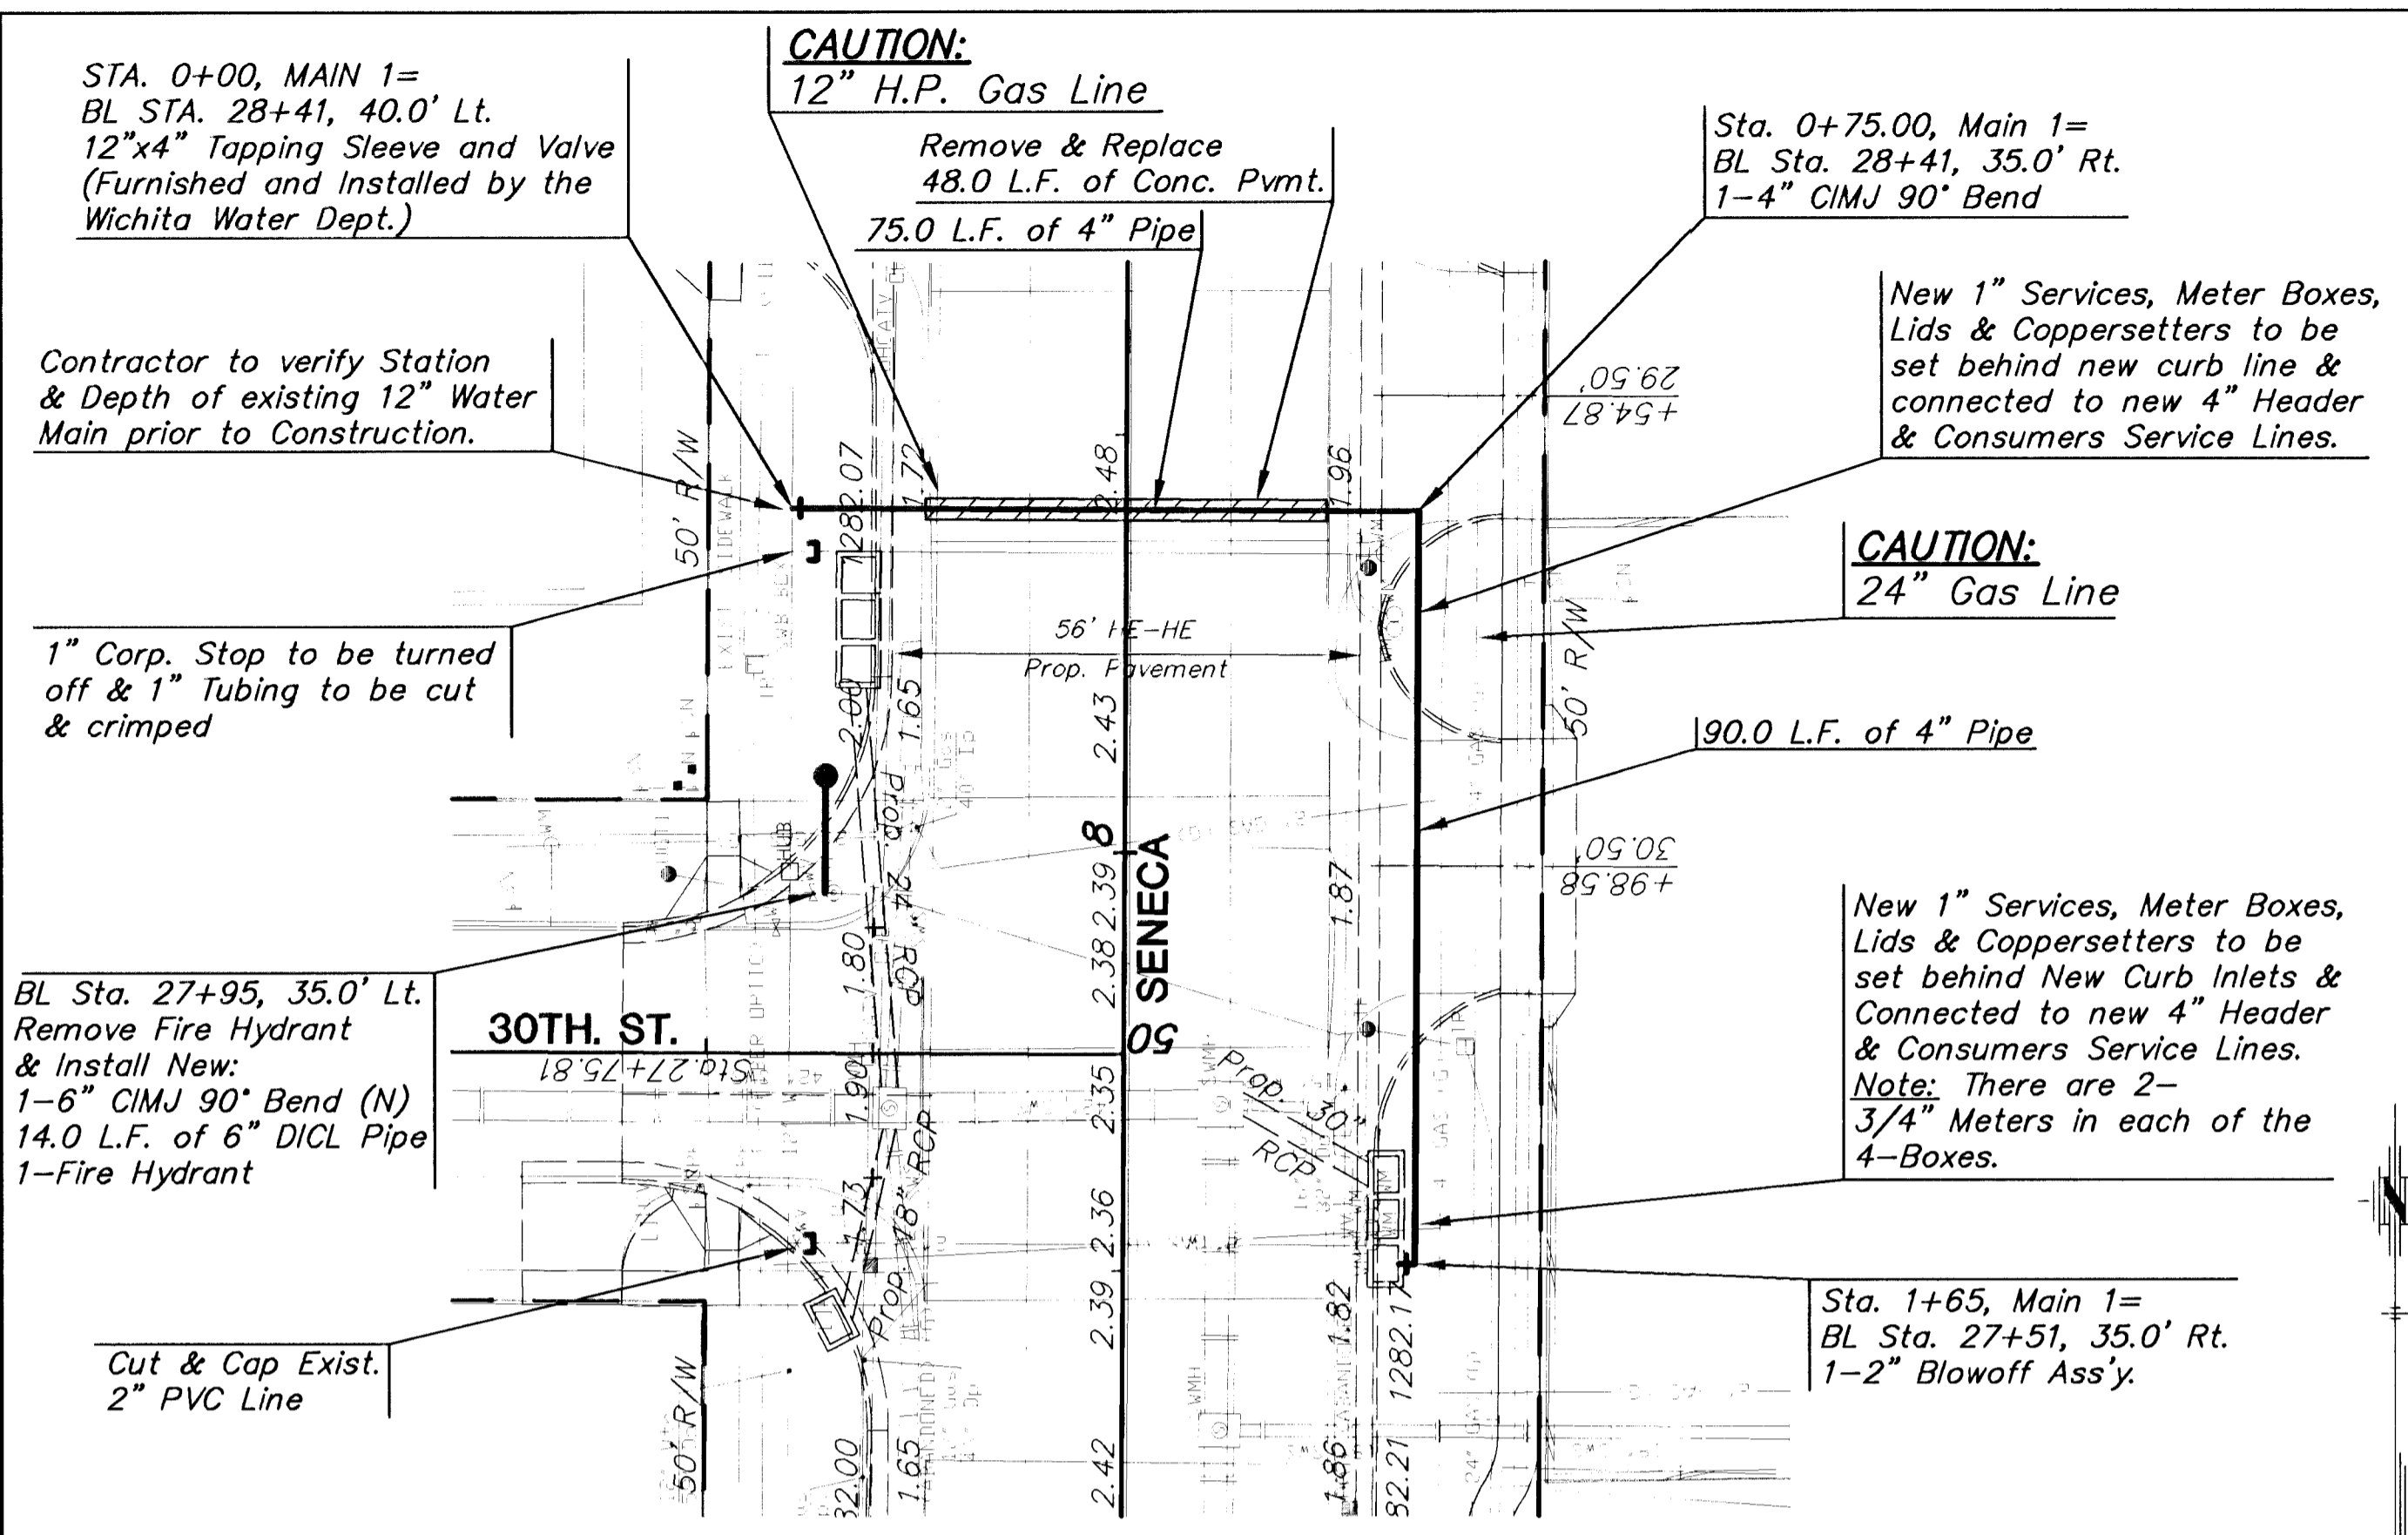 CAUTION:
12" H.P. Gas Line
STA. 0+00, MAIN 1=
BL STA. 28+41, 40.0' Lt.
12"x4" Tapping Sleeve and Valve
(Furnished and Installed by the
Wichita Water Dept.)
Remove & Replace
48.0 L.F. of Conc. Pvmt.
75.0 L.F. of 4" Pipe
Sta. 0+75.00, Main 1=
BL Sta. 28+41, 35.0' Rt.
1-4" CIMJ 90° Bend
New 1" Services, Meter Boxes,
Lids & Coppersetters to be
set behind new curb line &
connected to new 4" Header
& Consumers Service Lines.
Contractor to verify Station
& Depth of existing 12" Water
Main prior to Construction.
29.50'
+54.87
50' R/W
1282.07
1.72
2.48
1.96
CAUTION:
24" Gas Line
1" Corp. Stop to be turned
off & 1" Tubing to be cut
& crimped
56' HE-HE
Prop. Pavement
50' R/W
2.00
1.65
2.43
90.0 L.F. of 4" Pipe
Prop. 24" RCP
HUB
8
SENECA
2.39
2.38
1.87
30.50'
+98.58
1.80
BL Sta. 27+95, 35.0' Lt.
Remove Fire Hydrant
& Install New:
1-6" CIMJ 90° Bend (N)
14.0 L.F. of 6" DICL Pipe
1-Fire Hydrant
30TH. ST.
Sta.27+75.81
50
New 1" Services, Meter Boxes,
Lids & Coppersetters to be
set behind New Curb Inlets &
Connected to new 4" Header
& Consumers Service Lines.
Note: There are 2-
3/4" Meters in each of the
4-Boxes.
1.90
2.35
Prop. 30"
RCP
1.73
Prop. 18" RCP
2.36
2.39
WM
WM
1.82
1282.17
Sta. 1+65, Main 1=
BL Sta. 27+51, 35.0' Rt.
1-2" Blowoff Ass'y.
Cut & Cap Exist.
2" PVC Line
50' R/W
32.00
1.65
2.42
1.86
82.21
WMH
N